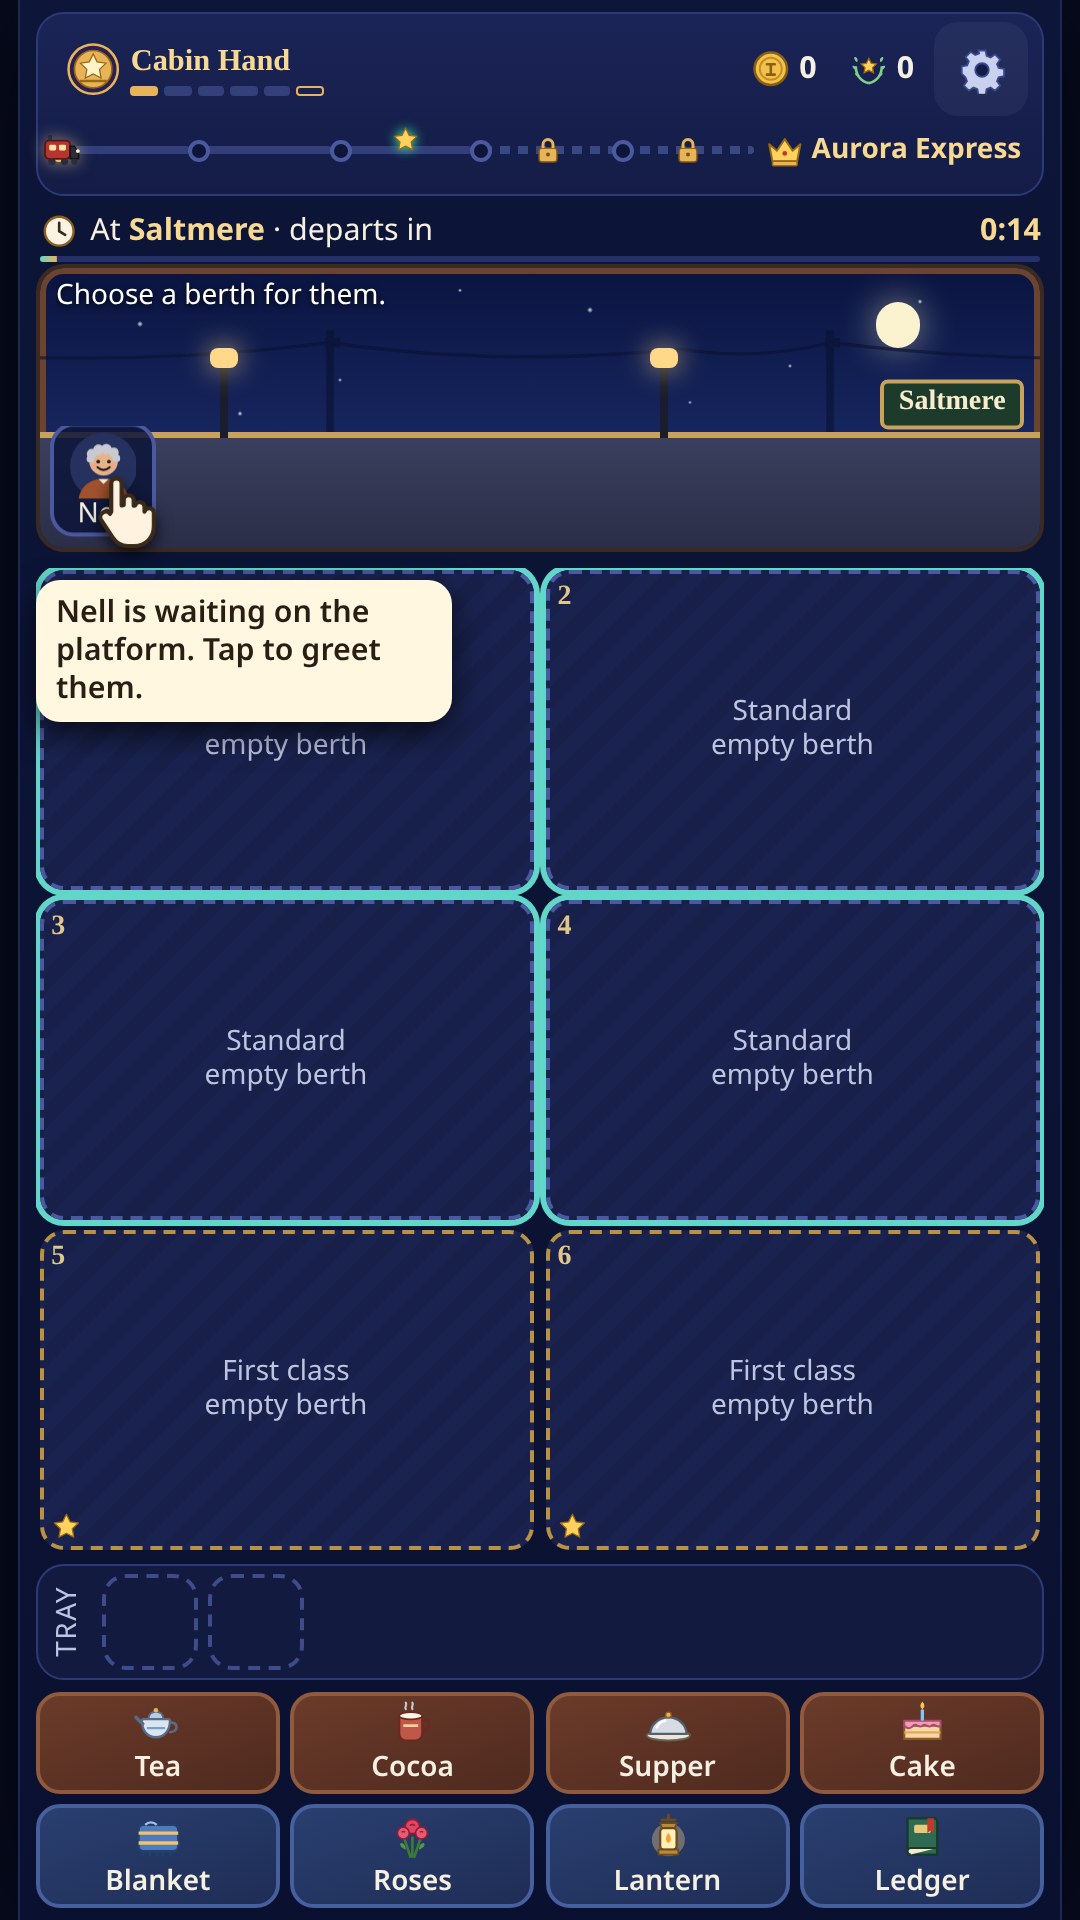 Cabin Hand
0
0
Aurora Express
At Saltmere · departs in
0:14
Choose a berth for them.
Saltmere
Nell is waiting on the
platform. Tap to greet
them.
empty berth
2
Standard
empty berth
3
Standard
empty berth
4
Standard
empty berth
5
First class
empty berth
6
First class
empty berth
TRAY
Tea
Cocoa
Supper
Cake
Blanket
Roses
Lantern
Ledger